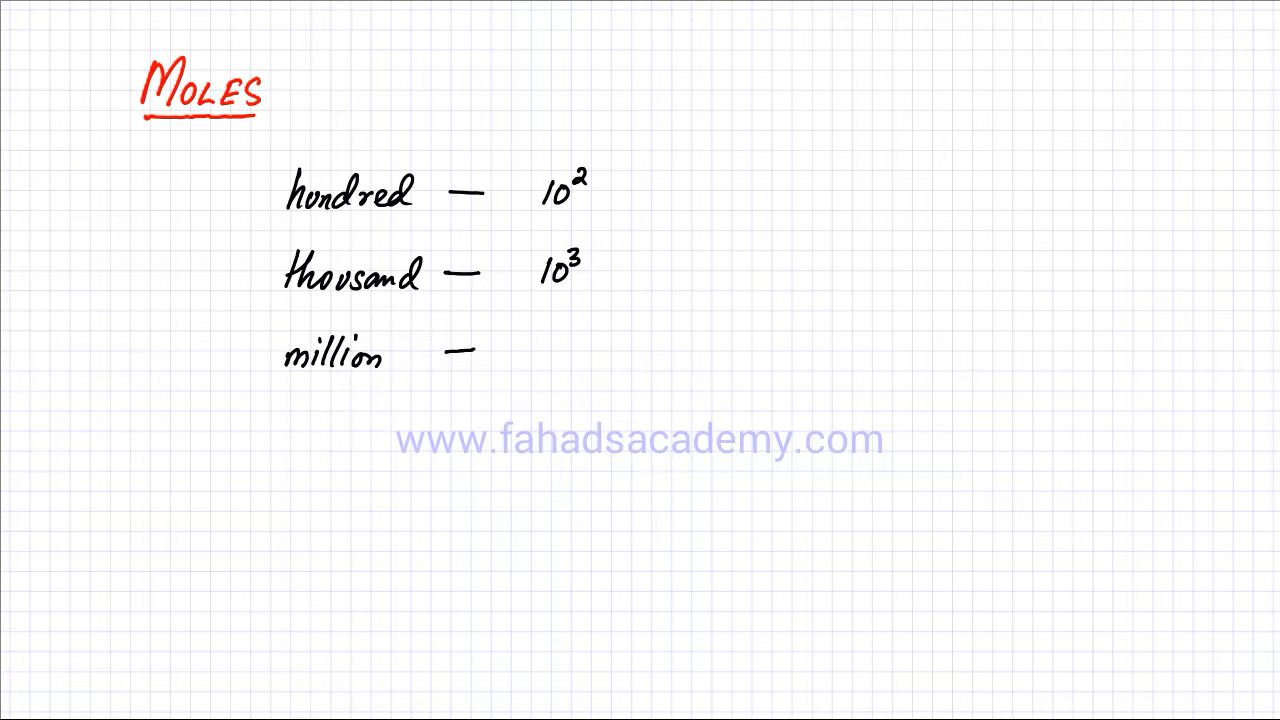 MOLES
hundred — 10²
thousand — 10³
million —
www.fahadsacademy.com